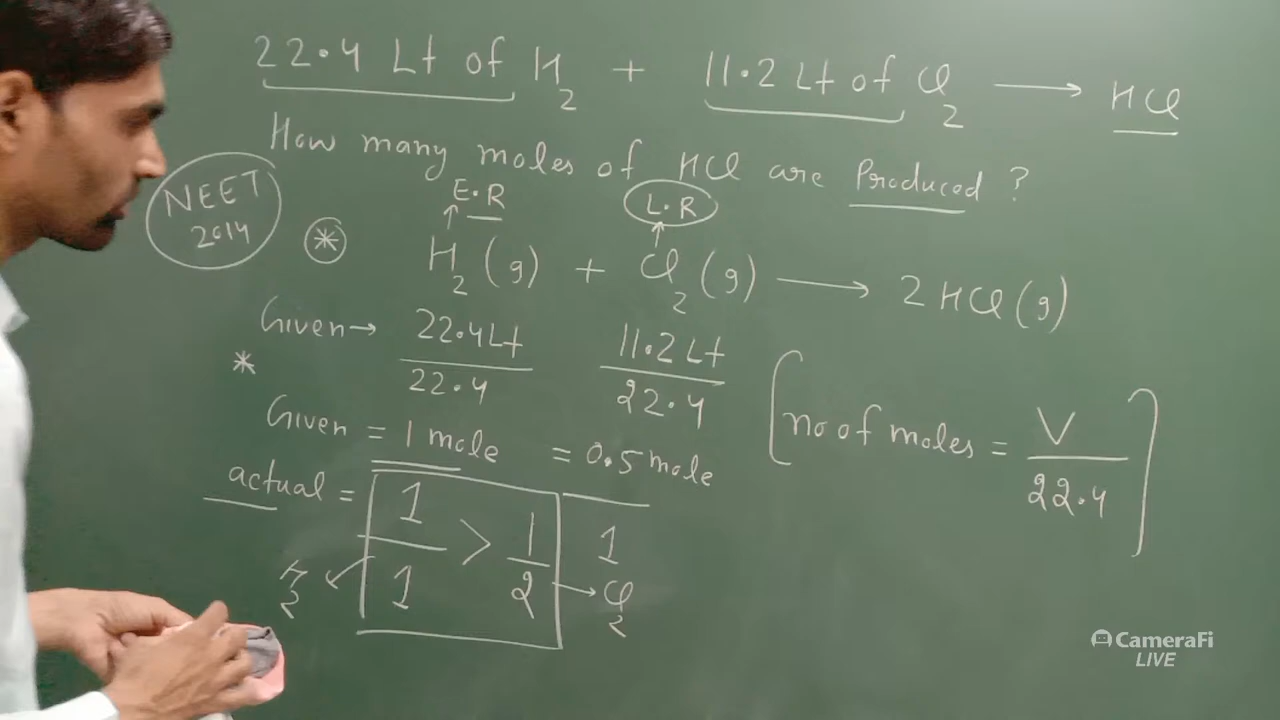 22.4 Lt of H2 + 11.2 Lt of Cl2 → HCl
How many moles of HCl are Produced ?
NEET
2014
E.R
L.R
* H2 (g) + Cl2 (g) → 2 HCl (g)
Given → 22.4Lt / 22.4 11.2 Lt / 22.4
*
[no of moles = V / 22.4]
Given = 1 mole = 0.5 mole
actual = 1 / 1 > 1 / 2 1
H2 Cl2
CameraFi
LIVE